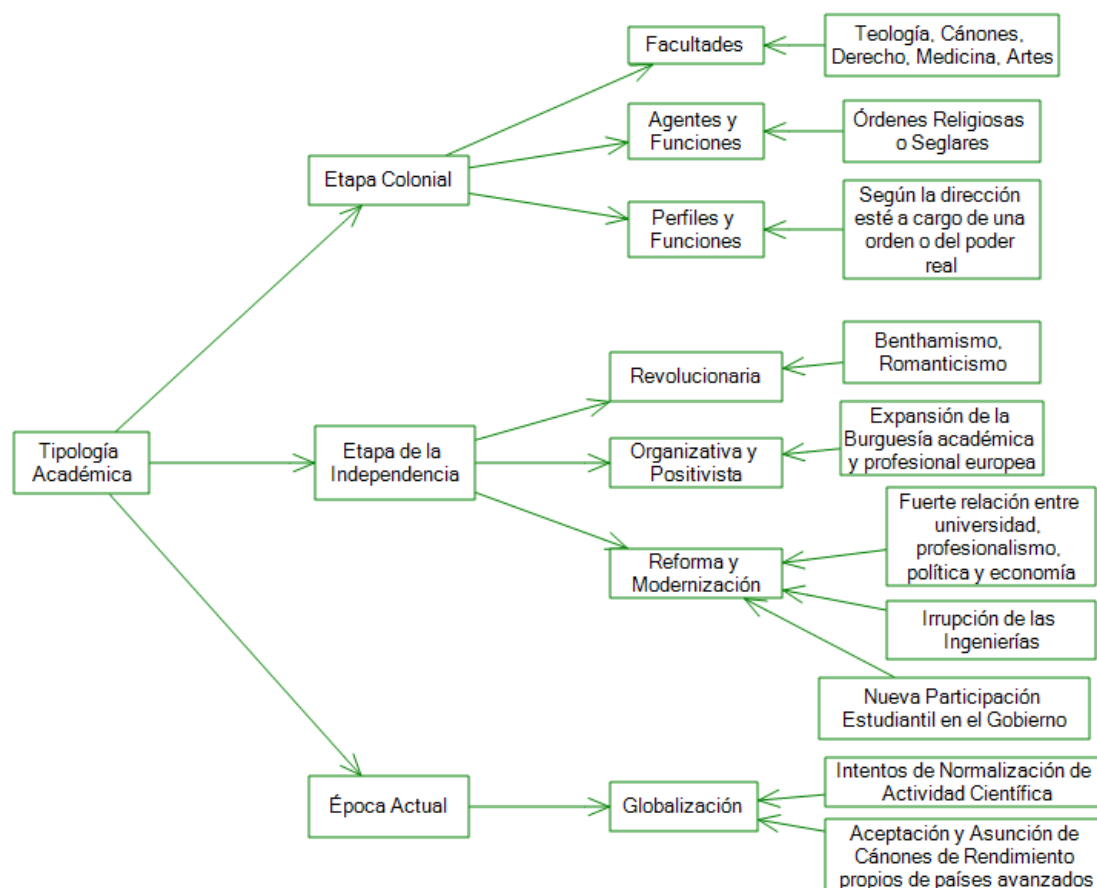 Facultades
Teología, Cánones,
Derecho, Medicina, Artes
Agentes y
Funciones
Órdenes Religiosas
o Seglares
Etapa Colonial
Perfiles y
Funciones
Según la dirección
esté a cargo de una
orden o del poder
real
Revolucionaria
Benthamismo,
Romanticismo
Tipología
Académica
Etapa de la
Independencia
Organizativa y
Positivista
Expansión de la
Burguesía académica
y profesional europea
Reforma y
Modernización
Fuerte relación entre
universidad,
profesionalismo,
política y economía
Irrupción de las
Ingenierías
Nueva Participación
Estudiantil en el Gobierno
Época Actual
Globalización
Intentos de Normalización de
Actividad Científica
Aceptación y Asunción de
Cánones de Rendimiento
propios de países avanzados